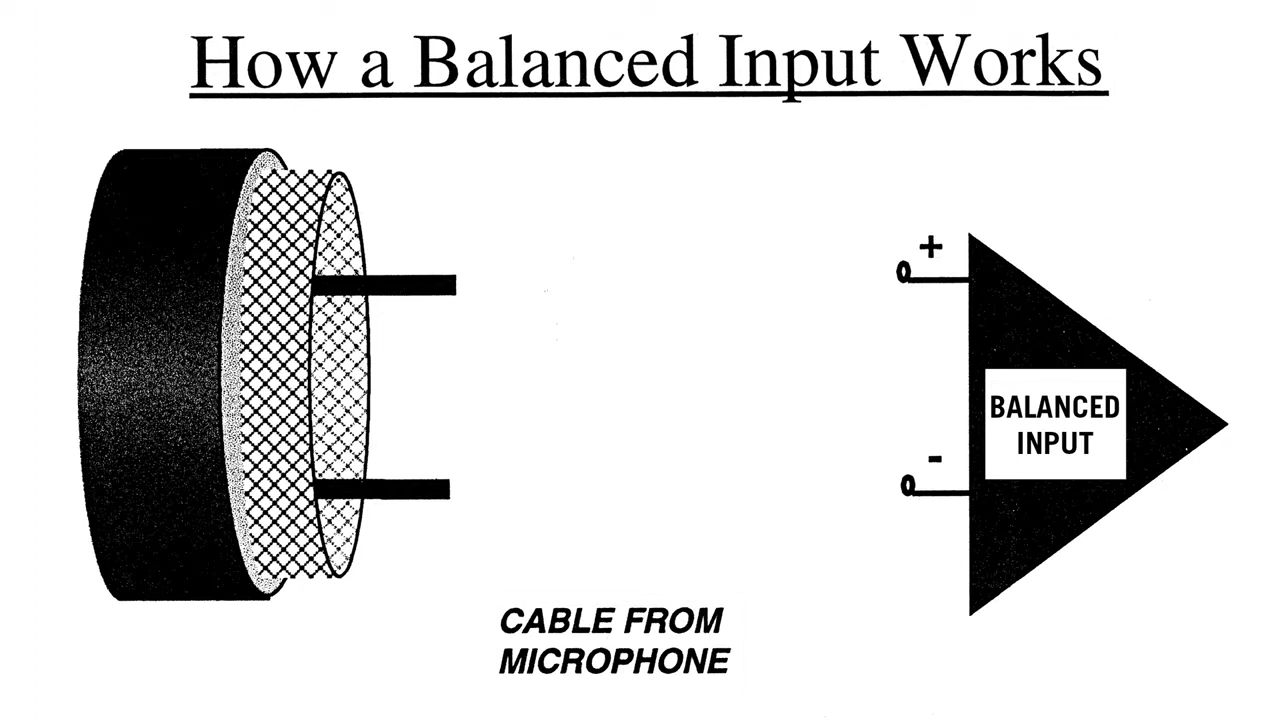 How a Balanced Input Works
+
BALANCED
INPUT
-
CABLE FROM
MICROPHONE